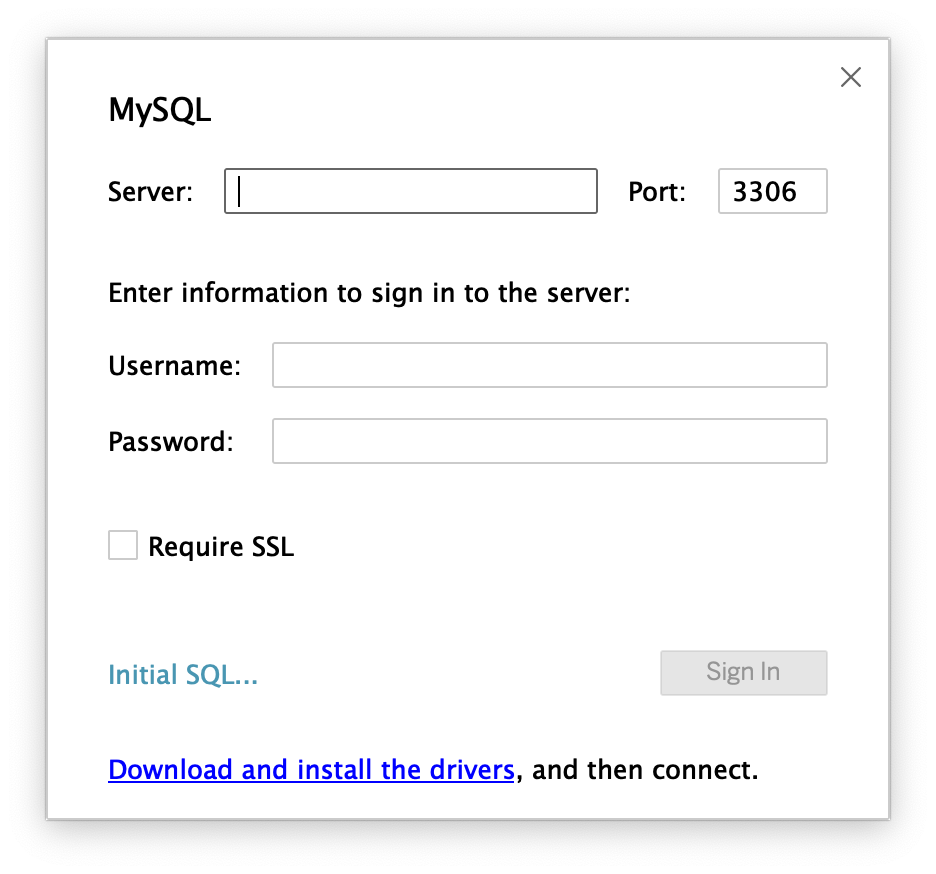 MySQL
Server: Port: 3306
Enter information to sign in to the server:
Username:
Password:
Require SSL
Initial SQL... Sign In
Download and install the drivers, and then connect.